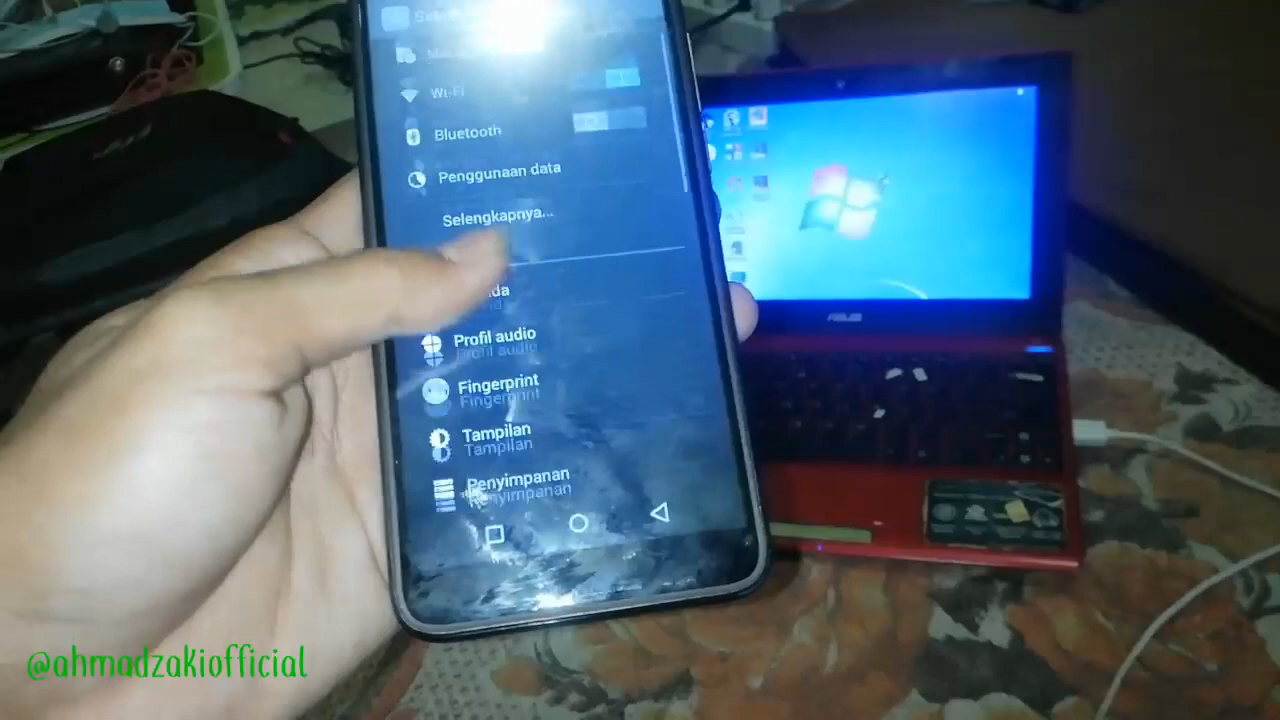 Wi-Fi
Bluetooth
Penggunaan data
Selengkapnya...
Profil audio
Profil audio
Fingerprint
Fingerprint
Tampilan
Tampilan
Penyimpanan
Penyimpanan
ASUS
@ahmadzakiofficial